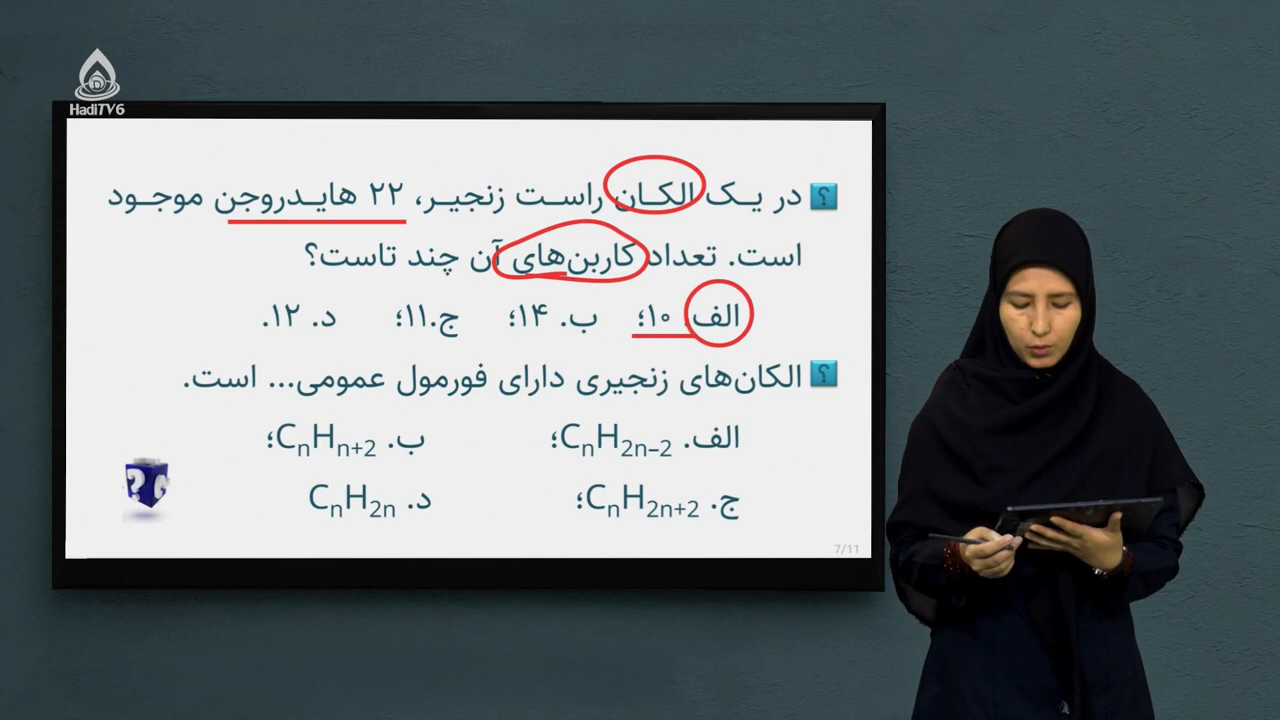 HadiTV6
در یک الکان راست زنجیر، ۲۲ هایدروجن موجود
است. تعداد کاربن‌های آن چند تاست؟
الف. ۱۰؛ ب. ۱۴؛ ج.۱۱؛ د. ۱۲.
الکان‌های زنجیری دارای فورمول عمومی... است.
الف. CnH2n–2؛ ب. CnHn+2؛
ج. CnH2n+2؛ د. CnH2n
7/11